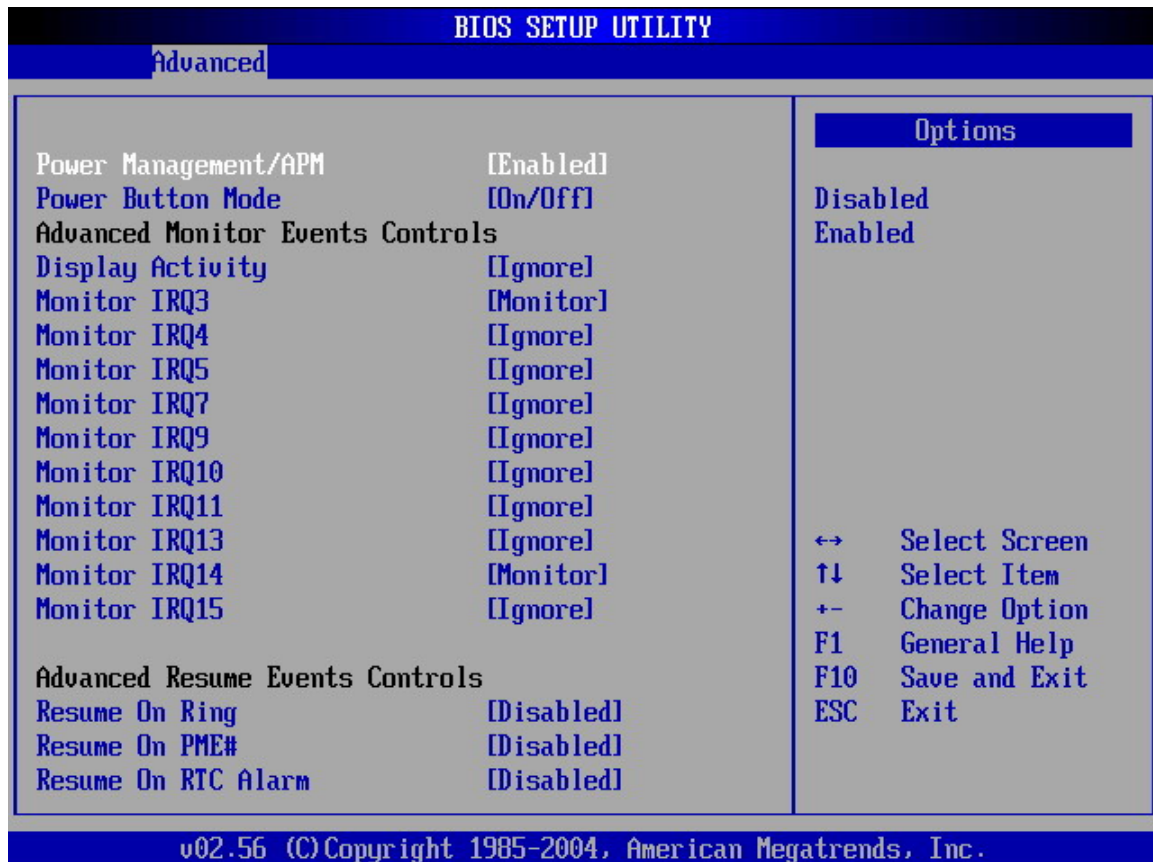 BIOS SETUP UTILITY
Advanced
Power Management/APM [Enabled]
Power Button Mode [On/Off]
Advanced Monitor Events Controls
Display Activity [Ignore]
Monitor IRQ3 [Monitor]
Monitor IRQ4 [Ignore]
Monitor IRQ5 [Ignore]
Monitor IRQ7 [Ignore]
Monitor IRQ9 [Ignore]
Monitor IRQ10 [Ignore]
Monitor IRQ11 [Ignore]
Monitor IRQ13 [Ignore]
Monitor IRQ14 [Monitor]
Monitor IRQ15 [Ignore]
Advanced Resume Events Controls
Resume On Ring [Disabled]
Resume On PME# [Disabled]
Resume On RTC Alarm [Disabled]
Options
Disabled
Enabled
↔ Select Screen
↑↓ Select Item
+- Change Option
F1 General Help
F10 Save and Exit
ESC Exit
v02.56 (C)Copyright 1985-2004, American Megatrends, Inc.